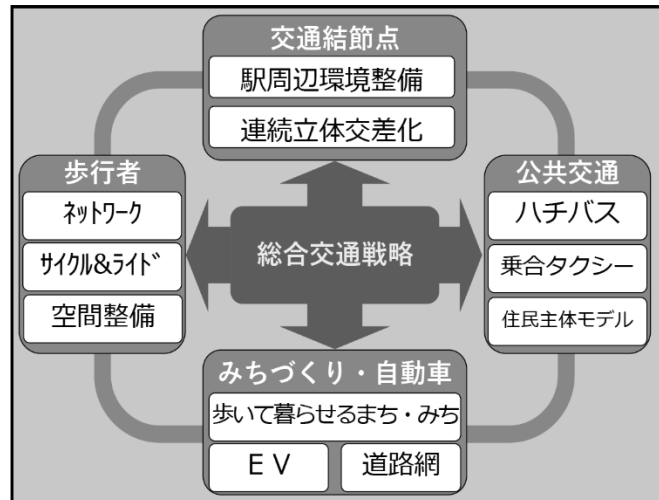 交通結節点
駅周辺環境整備
連続立体交差化
歩行者
ﾈｯﾄﾜｰｸ
ｻｲｸﾙ&ﾗｲﾄﾞ
空間整備
総合交通戦略
公共交通
ハチバス
乗合タクシー
住民主体モデル
みちづくり・自動車
歩いて暮らせるまち・みち
ＥＶ
道路網